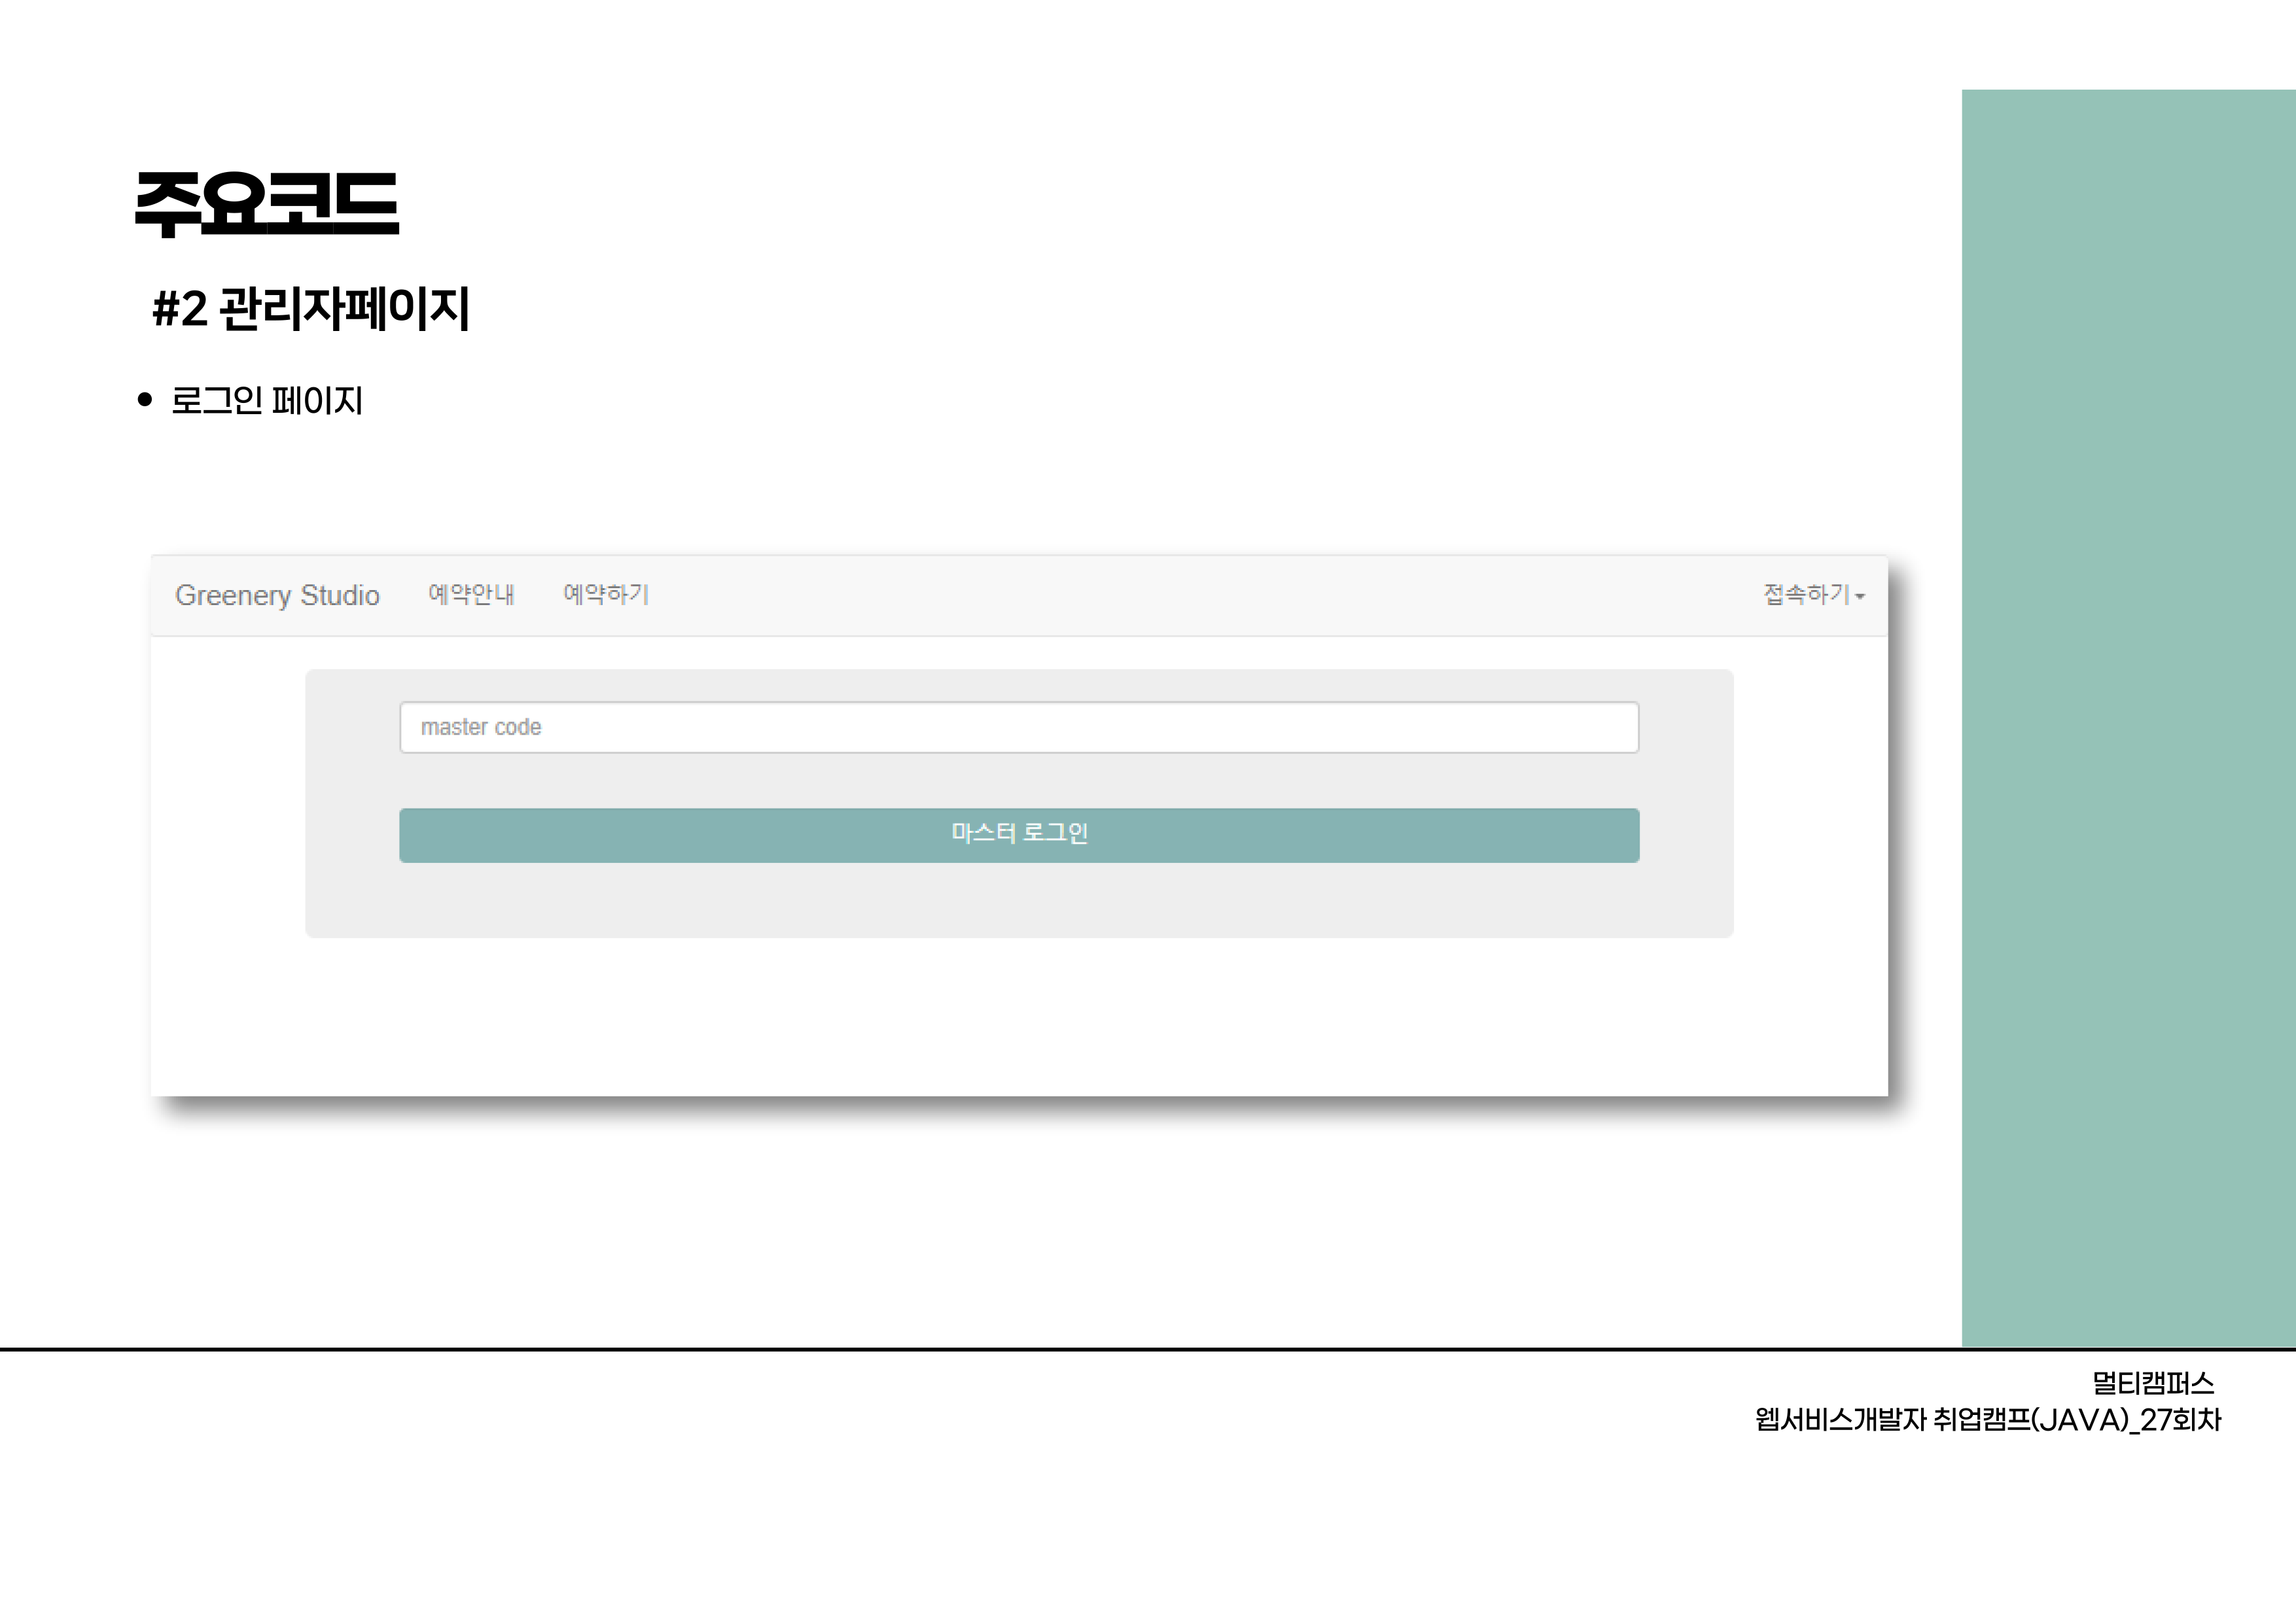 주요코드
#2 관리자페이지
• 로그인 페이지
Greenery Studio 예약안내 예약하기 접속하기
master code
마스터 로그인
멀티캠퍼스
웹서비스개발자 취업캠프(JAVA)_27회차